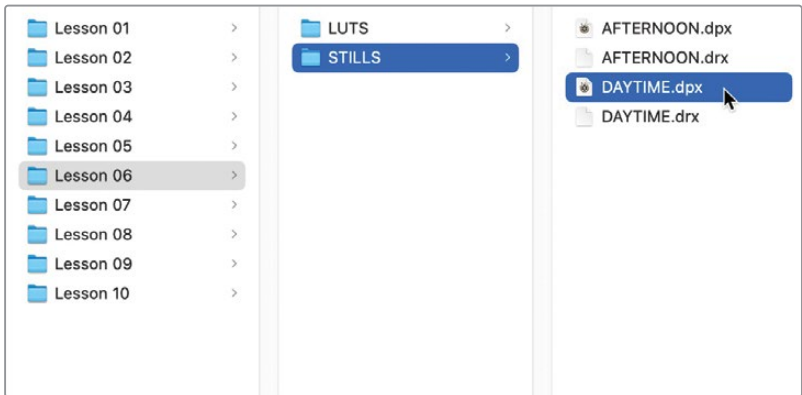 Lesson 01
Lesson 02
Lesson 03
Lesson 04
Lesson 05
Lesson 06
Lesson 07
Lesson 08
Lesson 09
Lesson 10
LUTS
STILLS
AFTERNOON.dpx
AFTERNOON.drx
DAYTIME.dpx
DAYTIME.drx